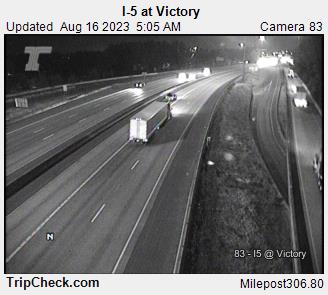 I-5 at Victory
Updated Aug 16 2023 5:05 AM Camera 83
T
N
83 - I5 @ Victory
TripCheck.com Milepost306.80